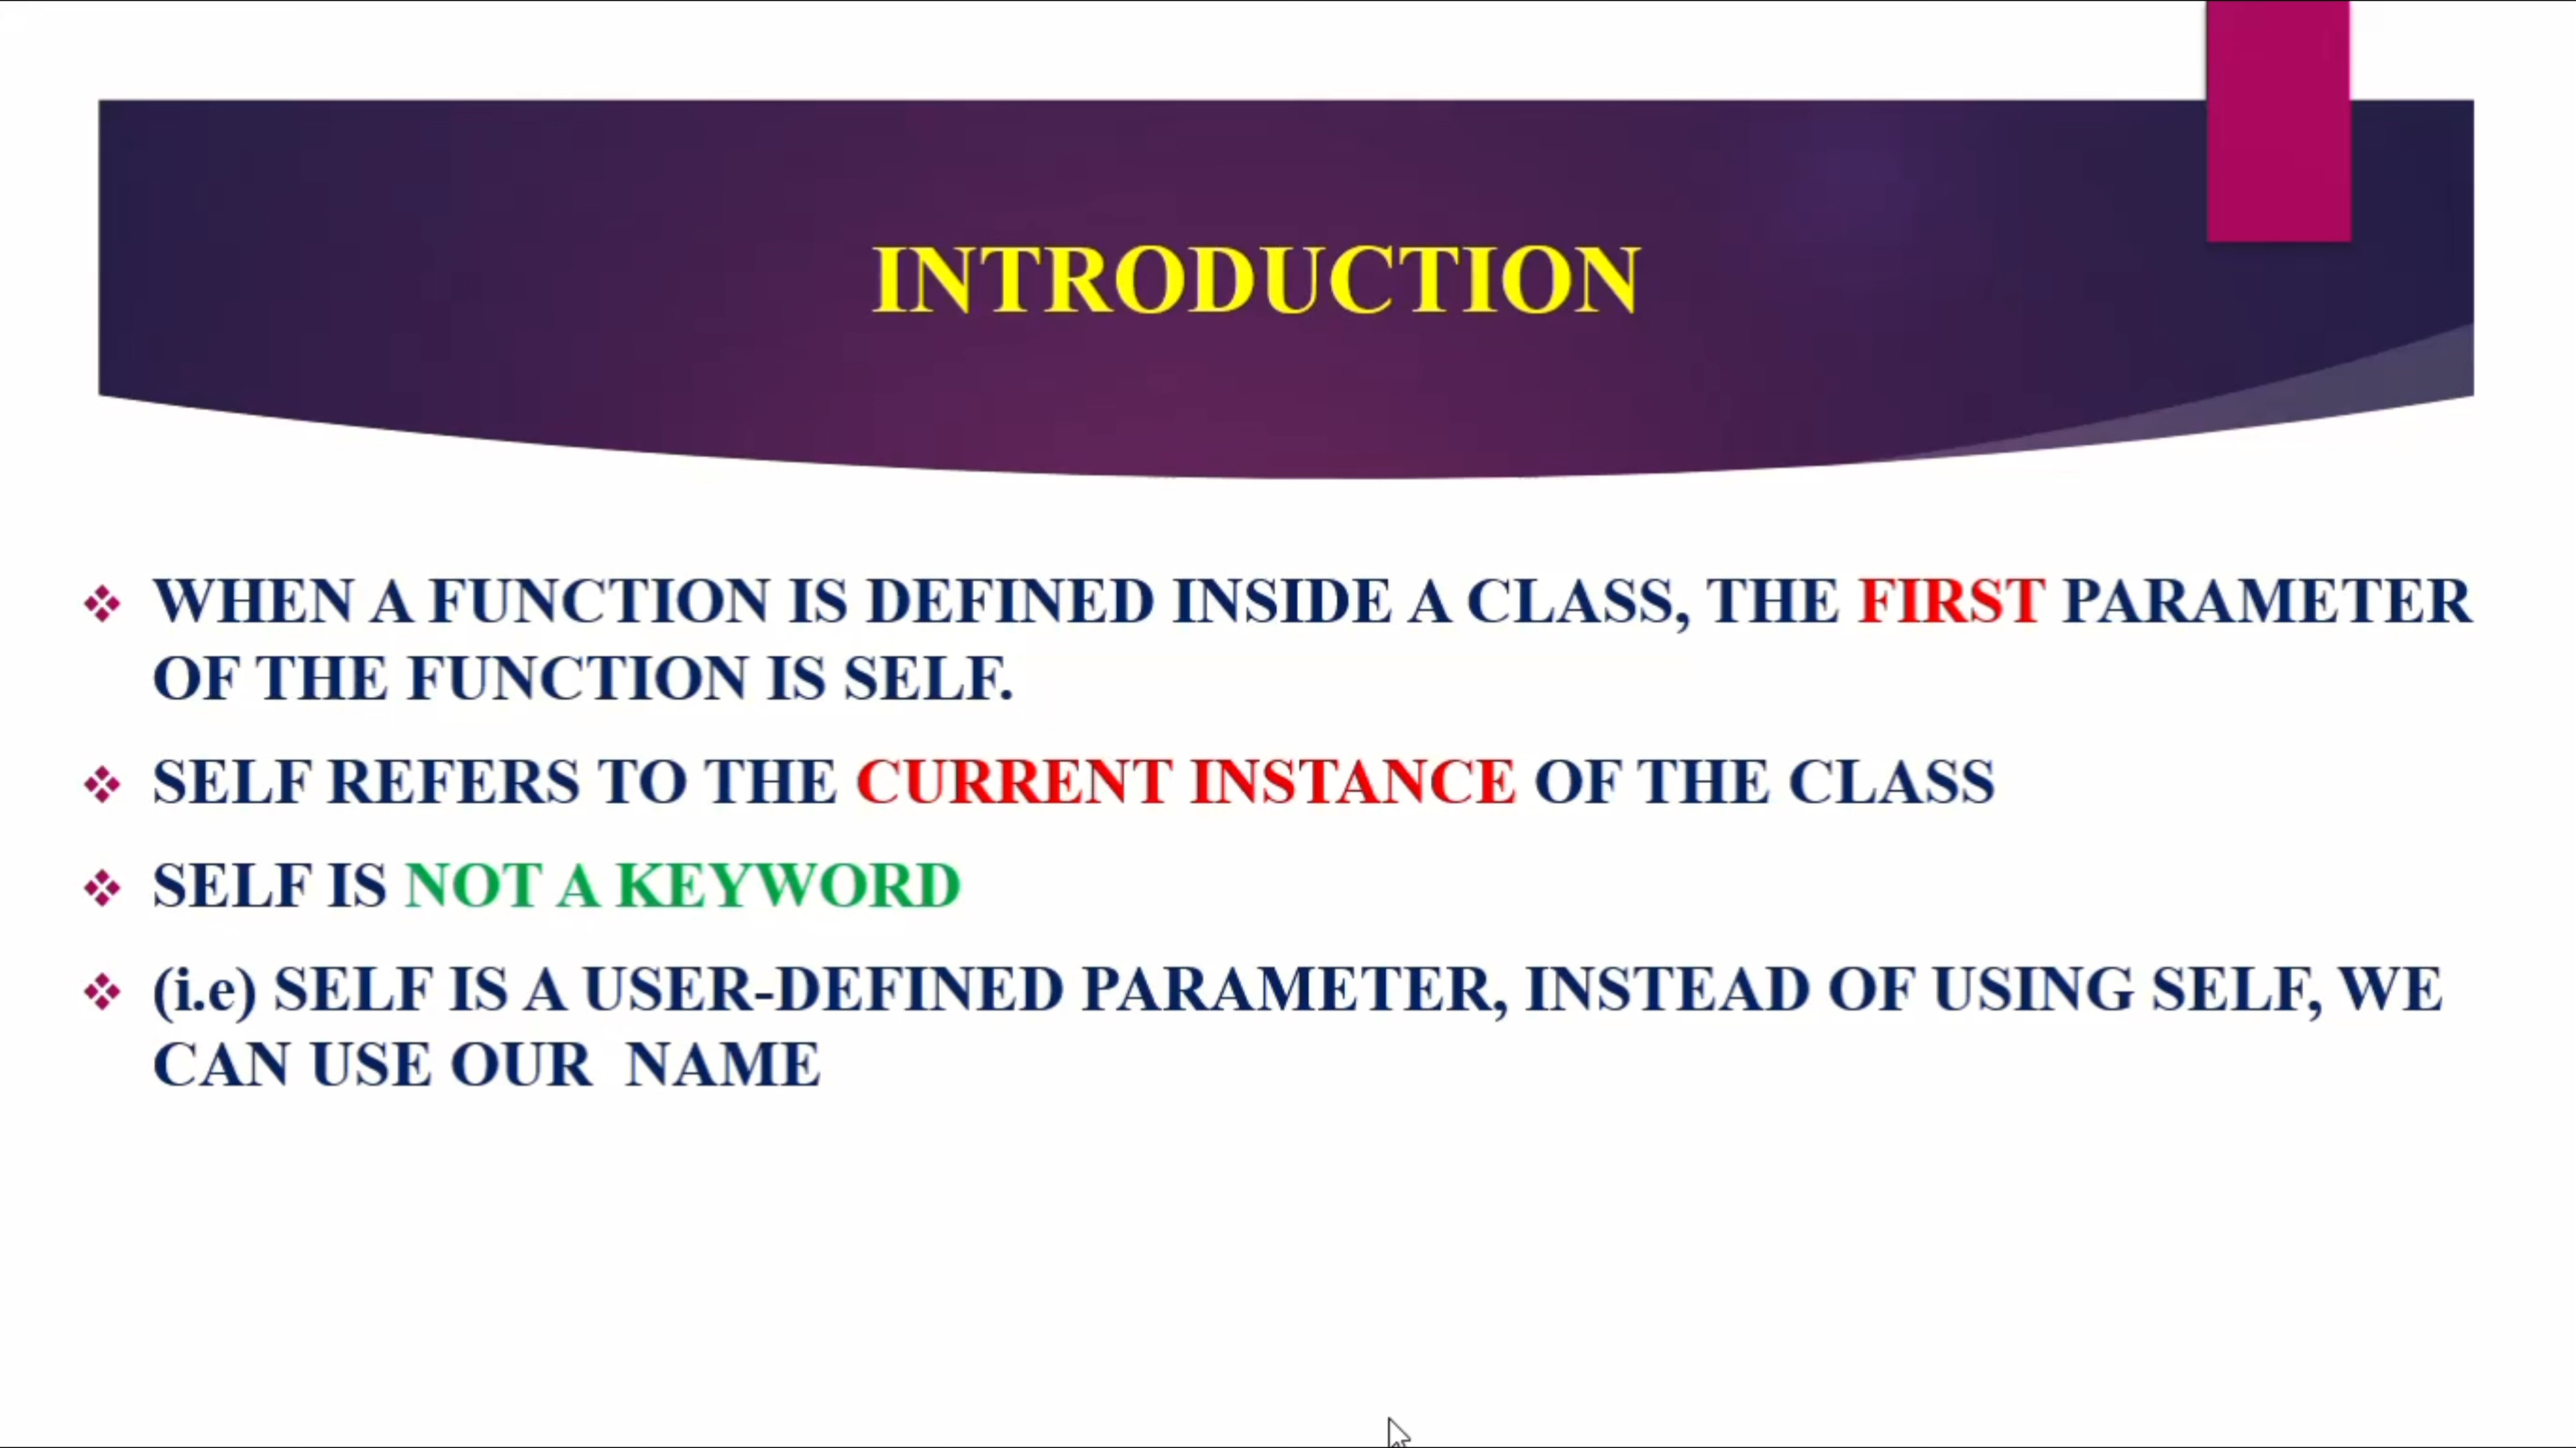 INTRODUCTION
WHEN A FUNCTION IS DEFINED INSIDE A CLASS, THE FIRST PARAMETER
OF THE FUNCTION IS SELF.
SELF REFERS TO THE CURRENT INSTANCE OF THE CLASS
SELF IS NOT A KEYWORD
(i.e) SELF IS A USER-DEFINED PARAMETER, INSTEAD OF USING SELF, WE
CAN USE OUR  NAME